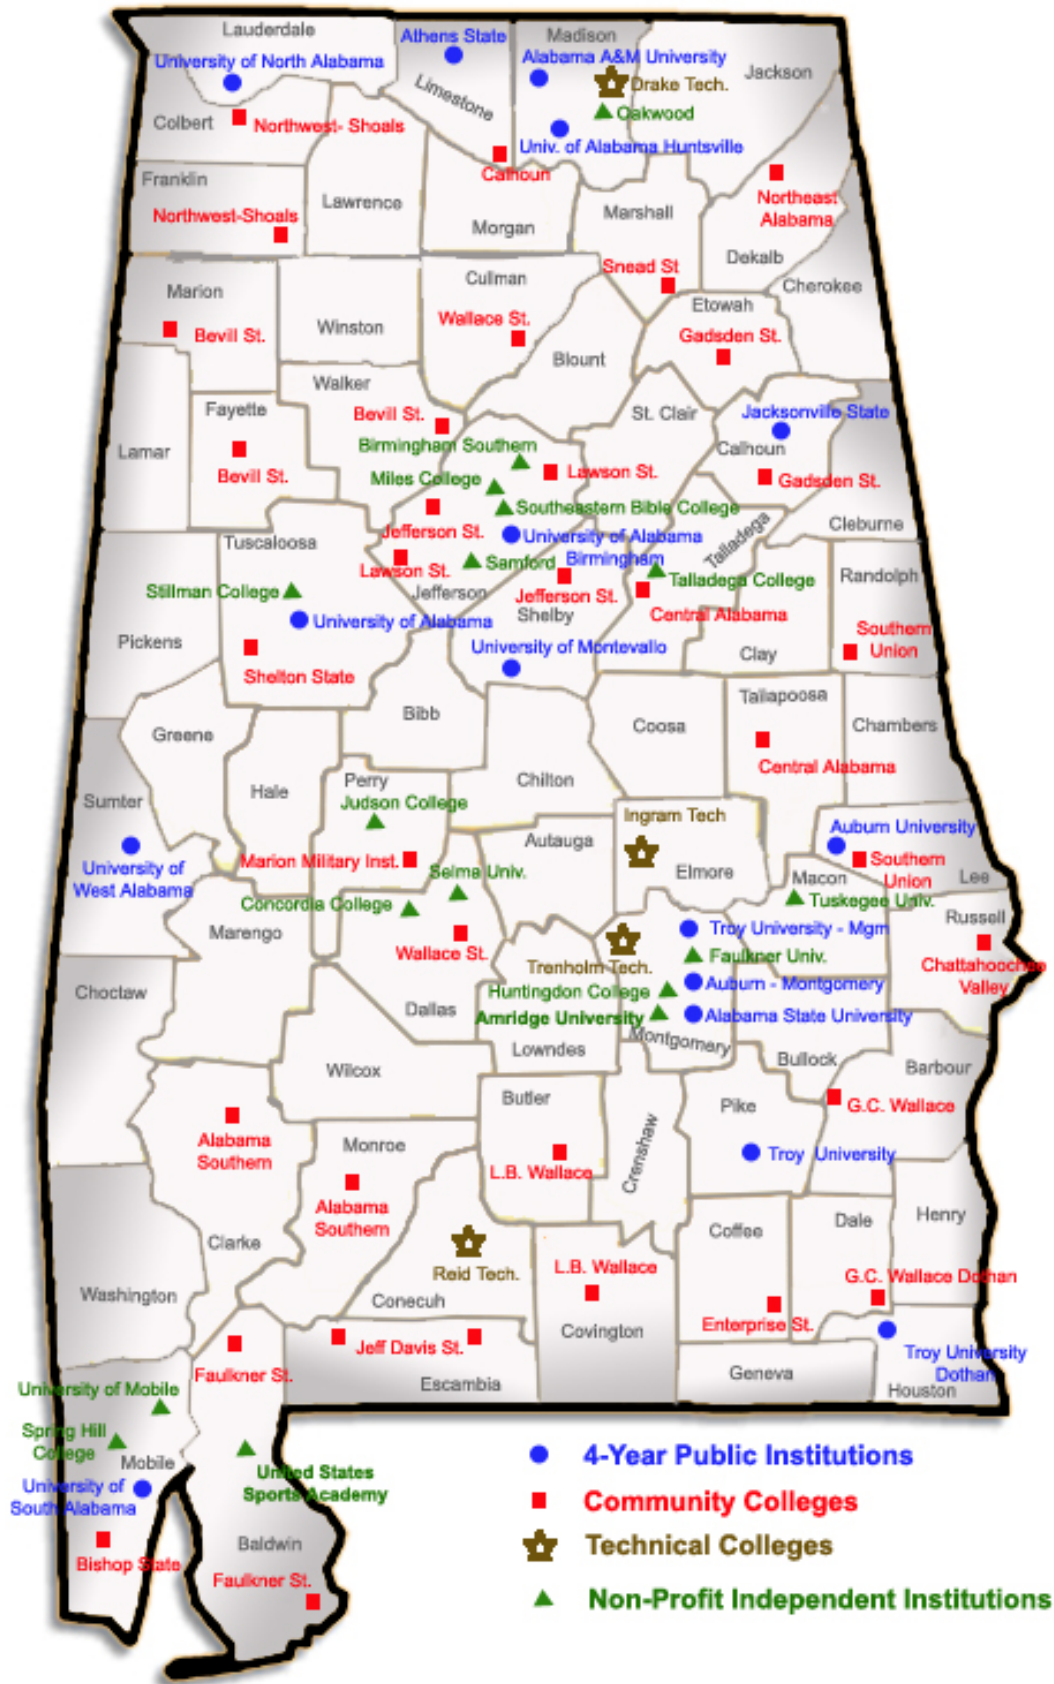 Lauderdale
Athens State
Madison
University of North Alabama
Alabama A&M University
Jackson
Limestone
Drake Tech.
Oakwood
Colbert
Northwest- Shoals
Univ. of Alabama Huntsville
Calhoun
Franklin
Lawrence
Northeast
Alabama
Northwest-Shoals
Marshall
Morgan
Dekalb
Snead St
Cullman
Cherokee
Marion
Etowah
Wallace St.
Winston
Bevill St.
Gadsden St.
Blount
Walker
Fayette
Bevill St.
St. Clair
Jacksonville State
Birmingham Southern
Calhoun
Lamar
Bevill St.
Miles College
Lawson St.
Gadsden St.
Southeastern Bible College
Talladega
Cleburne
Jefferson St.
University of Alabama
Birmingham
Tuscaloosa
Samford
Lawson St.
Talladega College
Randolph
Stillman College
Jefferson
Jefferson St.
Shelby
Central Alabama
University of Alabama
Southern
Union
Pickens
University of Montevallo
Clay
Shelton State
Tallapoosa
Bibb
Coosa
Chambers
Greene
Central Alabama
Perry
Chilton
Hale
Sumter
Judson College
Ingram Tech
Auburn University
Autauga
University of
West Alabama
Marion Military Inst.
Selma Univ.
Elmore
Southern
Union
Lee
Macon
Concordia College
Tuskegee Univ.
Russell
Marengo
Wallace St.
Troy University - Mgm
Trenholm Tech.
Faulkner Univ.
Chattahoochee
Valley
Choctaw
Huntingdon College
Auburn - Montgomery
Dallas
Amridge University
Alabama State University
Montgomery
Lowndes
Bullock
Wilcox
Barbour
Butler
Pike
G.C. Wallace
Alabama
Southern
Monroe
Crenshaw
Troy University
L.B. Wallace
Alabama
Southern
Henry
Dale
Coffee
Clarke
Reid Tech.
L.B. Wallace
G.C. Wallace Dothan
Washington
Conecuh
Enterprise St.
Covington
Jeff Davis St.
Troy University
Dothan
Faulkner St.
Geneva
Escambia
Houston
University of Mobile
Spring Hill
College
Mobile
United States
Sports Academy
University of
South Alabama
Baldwin
Bishop State
Faulkner St.
4-Year Public Institutions
Community Colleges
Technical Colleges
Non-Profit Independent Institutions